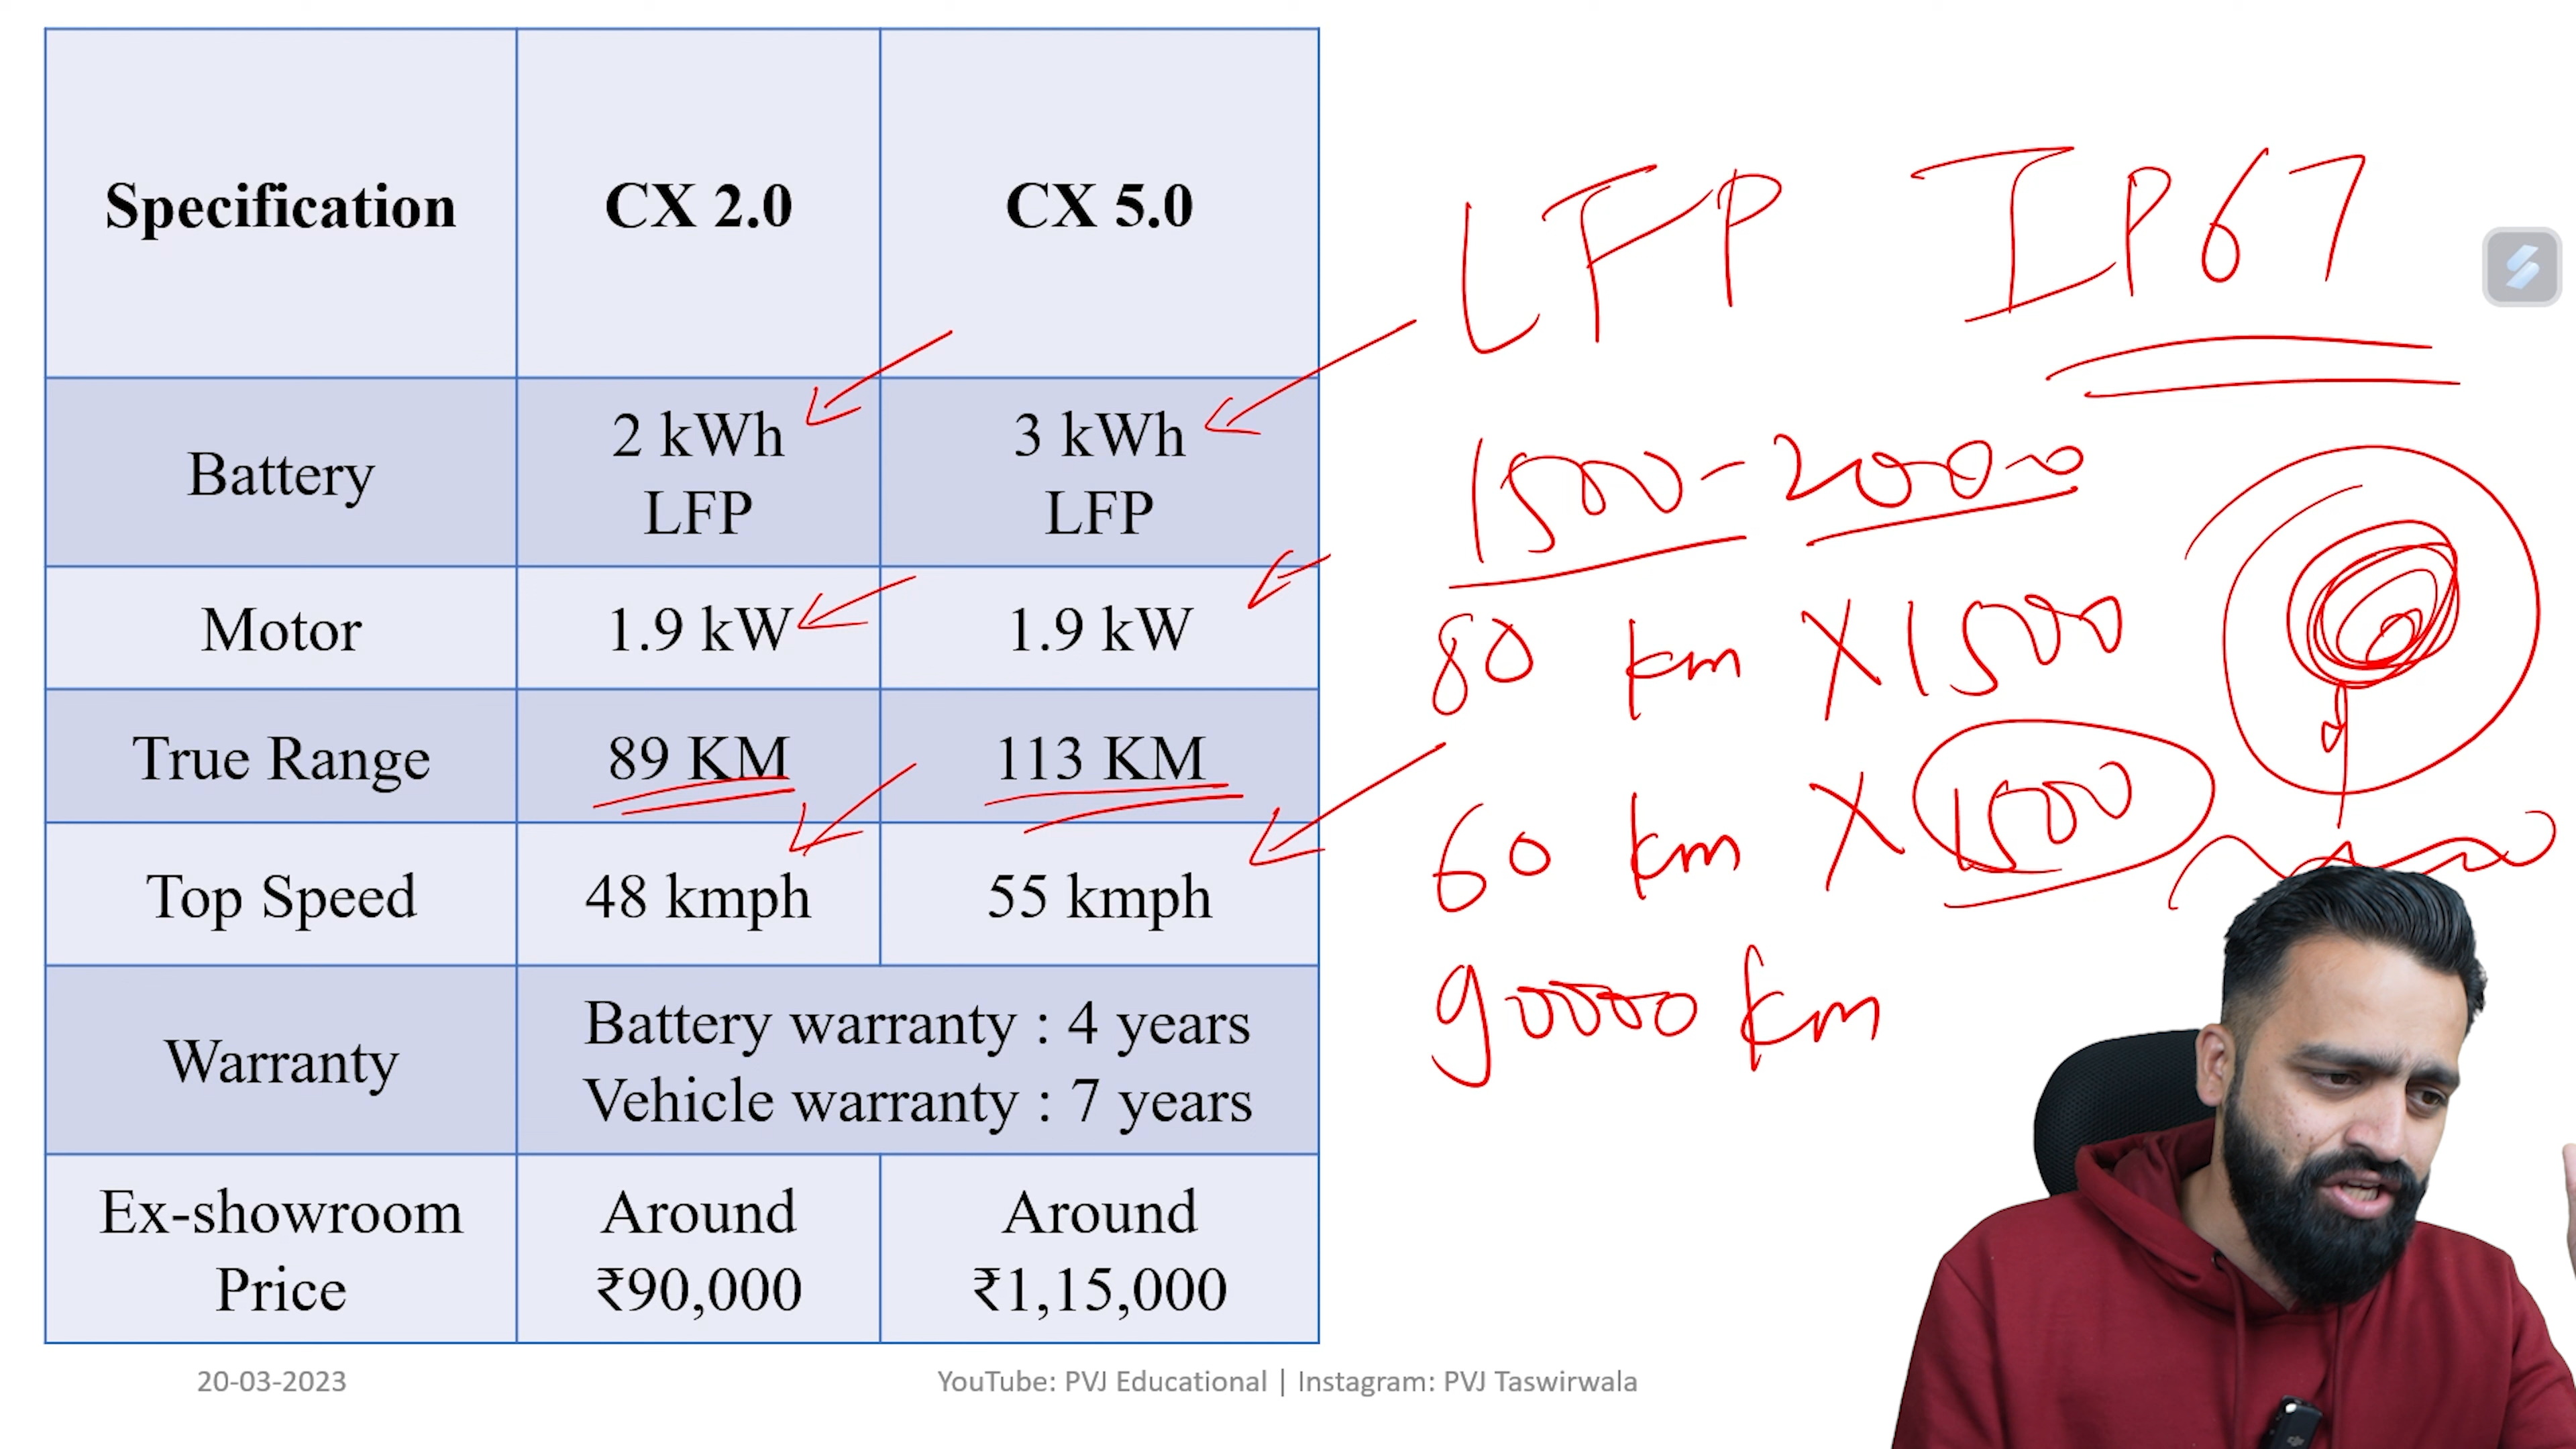 Specification CX 2.0 CX 5.0
Battery 2 kWh LFP 3 kWh LFP
Motor 1.9 kW 1.9 kW
True Range 89 KM 113 KM
Top Speed 48 kmph 55 kmph
Warranty Battery warranty : 4 years
Vehicle warranty : 7 years
Ex-showroom Price Around ₹90,000 Around ₹1,15,000
LFP IP67
1500-2000
80 km X 1500
60 km X 1500
90000 km
20-03-2023
YouTube: PVJ Educational | Instagram: PVJ Taswirwala